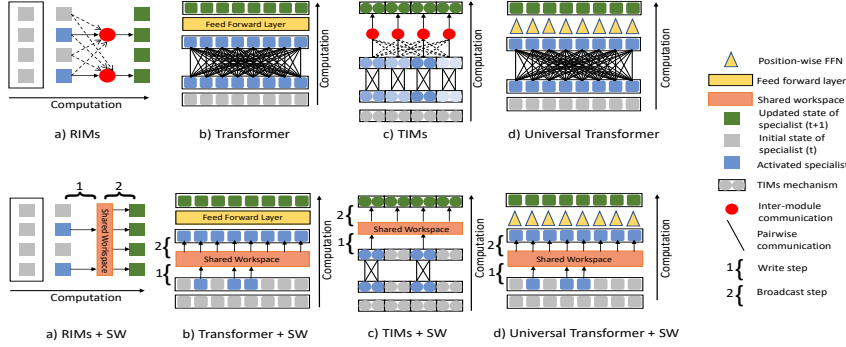 Feed Forward Layer
Computation
Computation
Computation
Computation
a) RIMs
b) Transformer
c) TIMs
d) Universal Transformer
1
2
Shared Workspace
Computation
a) RIMs + SW
Feed Forward Layer
2
Shared Workspace
1
Computation
b) Transformer + SW
2
Shared Workspace
1
Computation
c) TIMs + SW
2
Shared Workspace
1
Computation
d) Universal Transformer + SW
Position-wise FFN
Feed forward layer
Shared workspace
Updated state of
specialist (t+1)
Initial state of
specialist (t)
Activated specialist
TIMs mechanism
Inter-module
communication
Pairwise
communication
1 { Write step
2 { Broadcast step